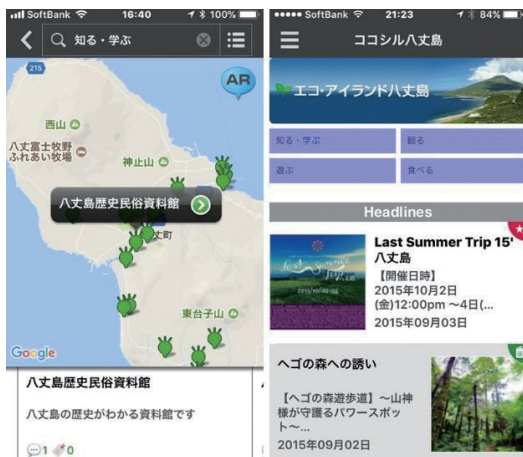 SoftBank 16:40 100%
知る・学ぶ
215
AR
西山
八丈富士牧野
ふれあい牧場
神止山
八丈島歴史民俗資料館
丈町
東台子山
Google
八丈島歴史民俗資料館
八丈島の歴史がわかる資料館です
1 0
SoftBank 21:23 84%
ココシル八丈島
エコ・アイランド八丈島
知る・学ぶ 観る
遊ぶ 食べる
Headlines
Last Summer Trip 15'
八丈島
【開催日時】
2015年10月2日
(金)12:00pm ～4日(...
2015年09月03日
ヘゴの森への誘い
【ヘゴの森遊歩道】～山神
様が守護るパワースポッ
ト～...
2015年09月02日